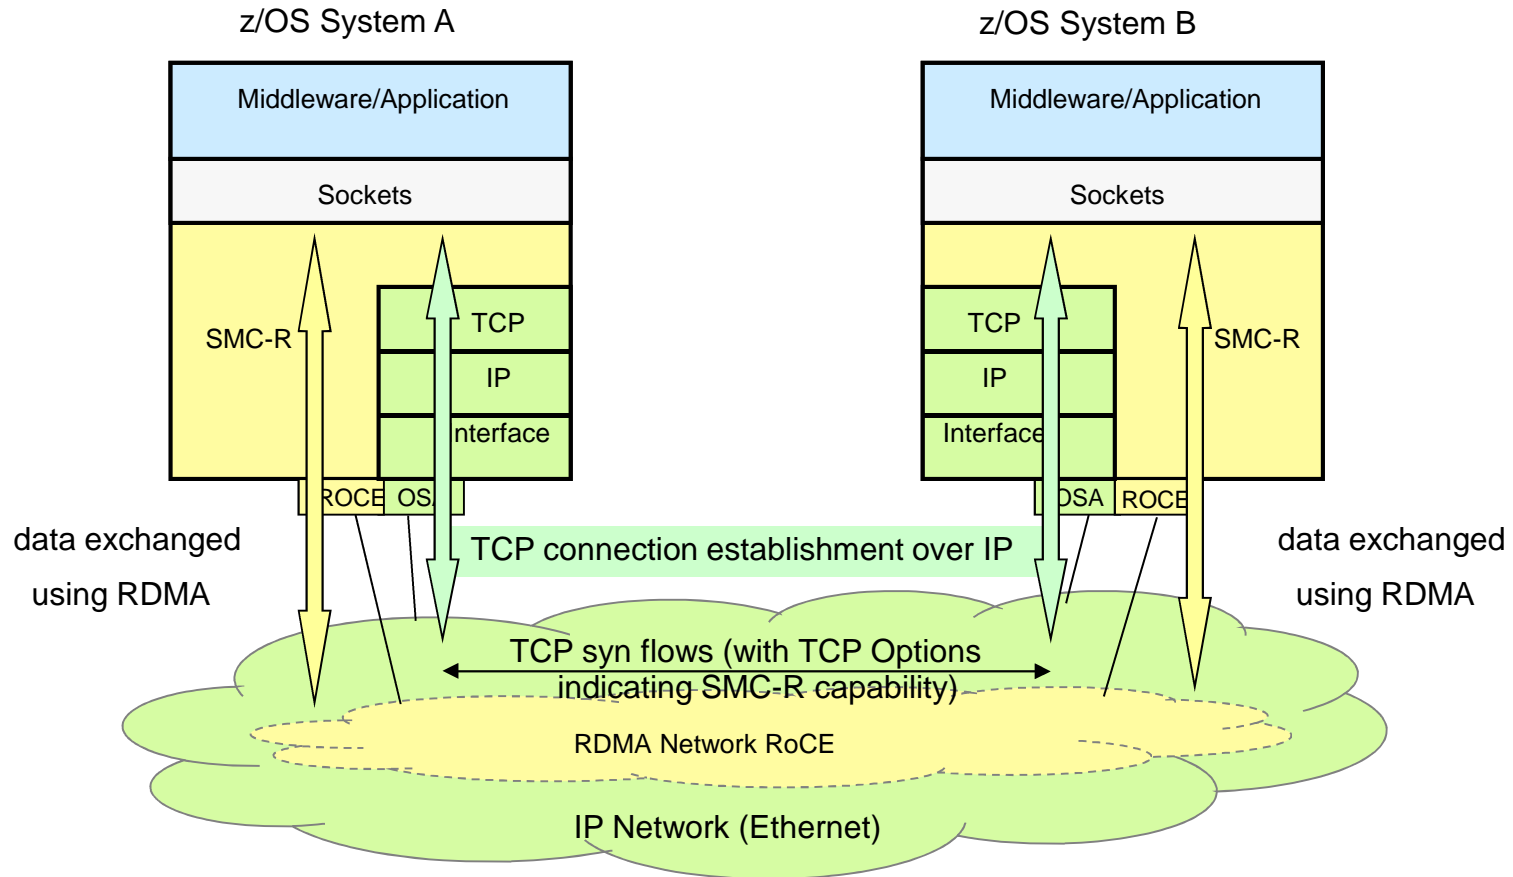 z/OS System A
z/OS System B
Middleware/Application
Middleware/Application
Sockets
Sockets
SMC-R
TCP
IP
nterface
TCP
IP
Interface
SMC-R
ROCE
OSA
OSA
ROCE
data exchanged
using RDMA
TCP connection establishment over IP
data exchanged
using RDMA
TCP syn flows (with TCP Options
indicating SMC-R capability)
RDMA Network RoCE
IP Network (Ethernet)